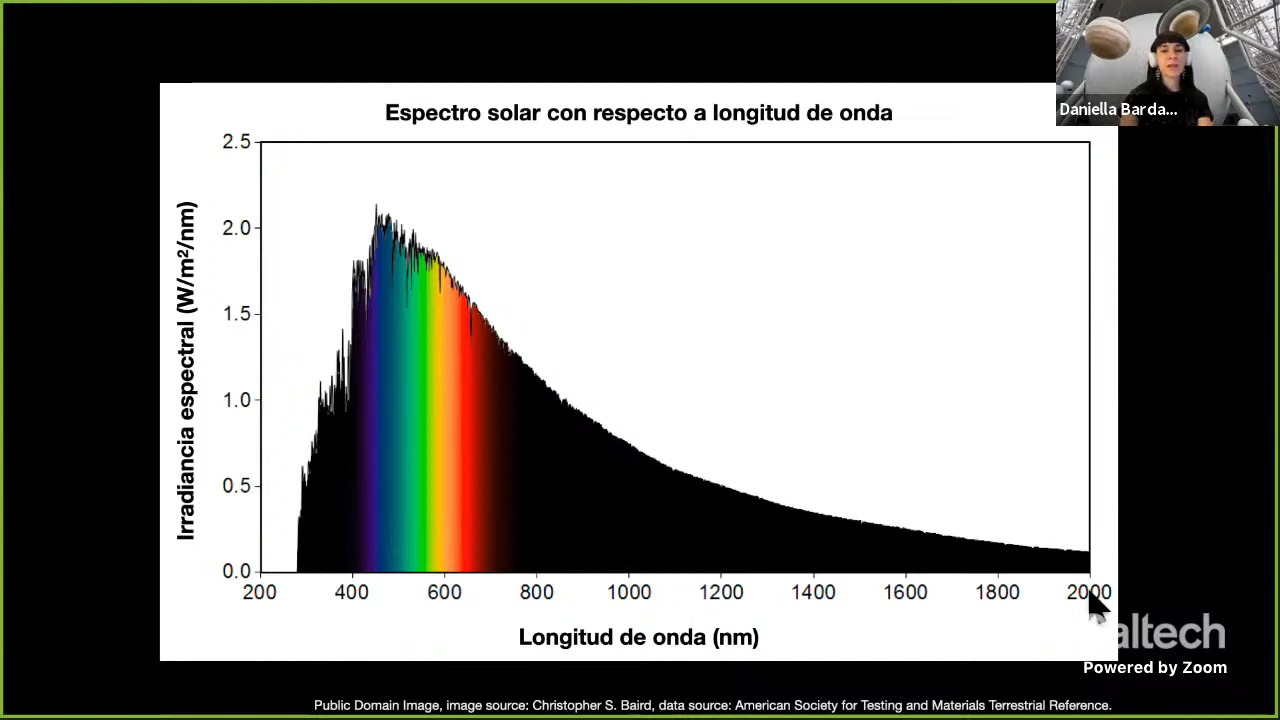 Espectro solar con respecto a longitud de onda
Daniella Barda...
Irradiancia espectral (W/m²/nm)
2.5
2.0
1.5
1.0
0.5
0.0
200 400 600 800 1000 1200 1400 1600 1800 2000
Longitud de onda (nm)
altech
Powered by Zoom
Public Domain Image, image source: Christopher S. Baird, data source: American Society for Testing and Materials Terrestrial Reference.